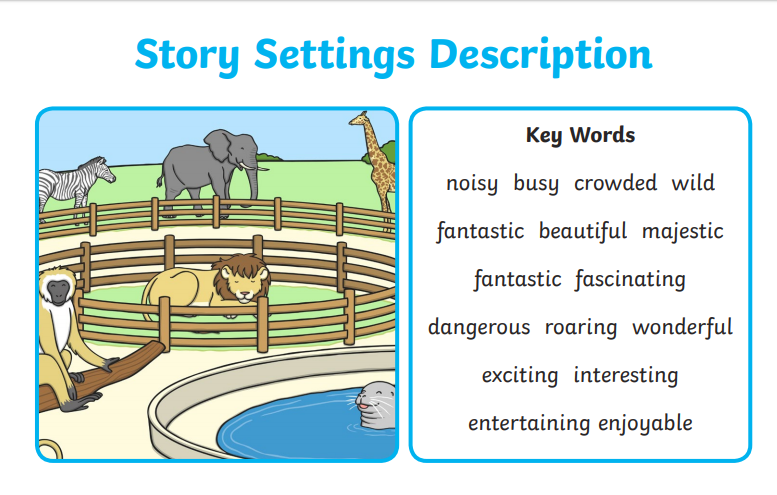 Story Settings Description
Key Words
noisy busy crowded wild
fantastic beautiful majestic
fantastic fascinating
dangerous roaring wonderful
exciting interesting
entertaining enjoyable